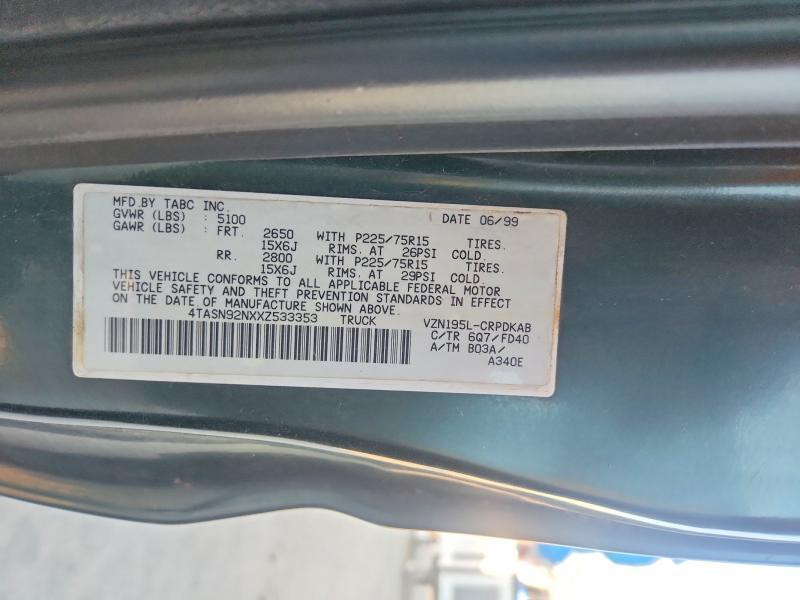 MFD.BY TABC INC. DATE 06/99
GVWR (LBS) : 5100
GAWR (LBS) : FRT. 2650 WITH P225/75R15 TIRES.
15X6J RIMS. AT 26PSI COLD.
RR. 2800 WITH P225/75R15 TIRES.
15X6J RIMS. AT 29PSI COLD.
THIS VEHICLE CONFORMS TO ALL APPLICABLE FEDERAL MOTOR
VEHICLE SAFETY AND THEFT PREVENTION STANDARDS IN EFFECT
ON THE DATE OF MANUFACTURE SHOWN ABOVE.
4TASN92NXXZ533353 TRUCK VZN195L-CRPDKAB
C/TR 6Q7/FD40
A/TM B03A/
A340E